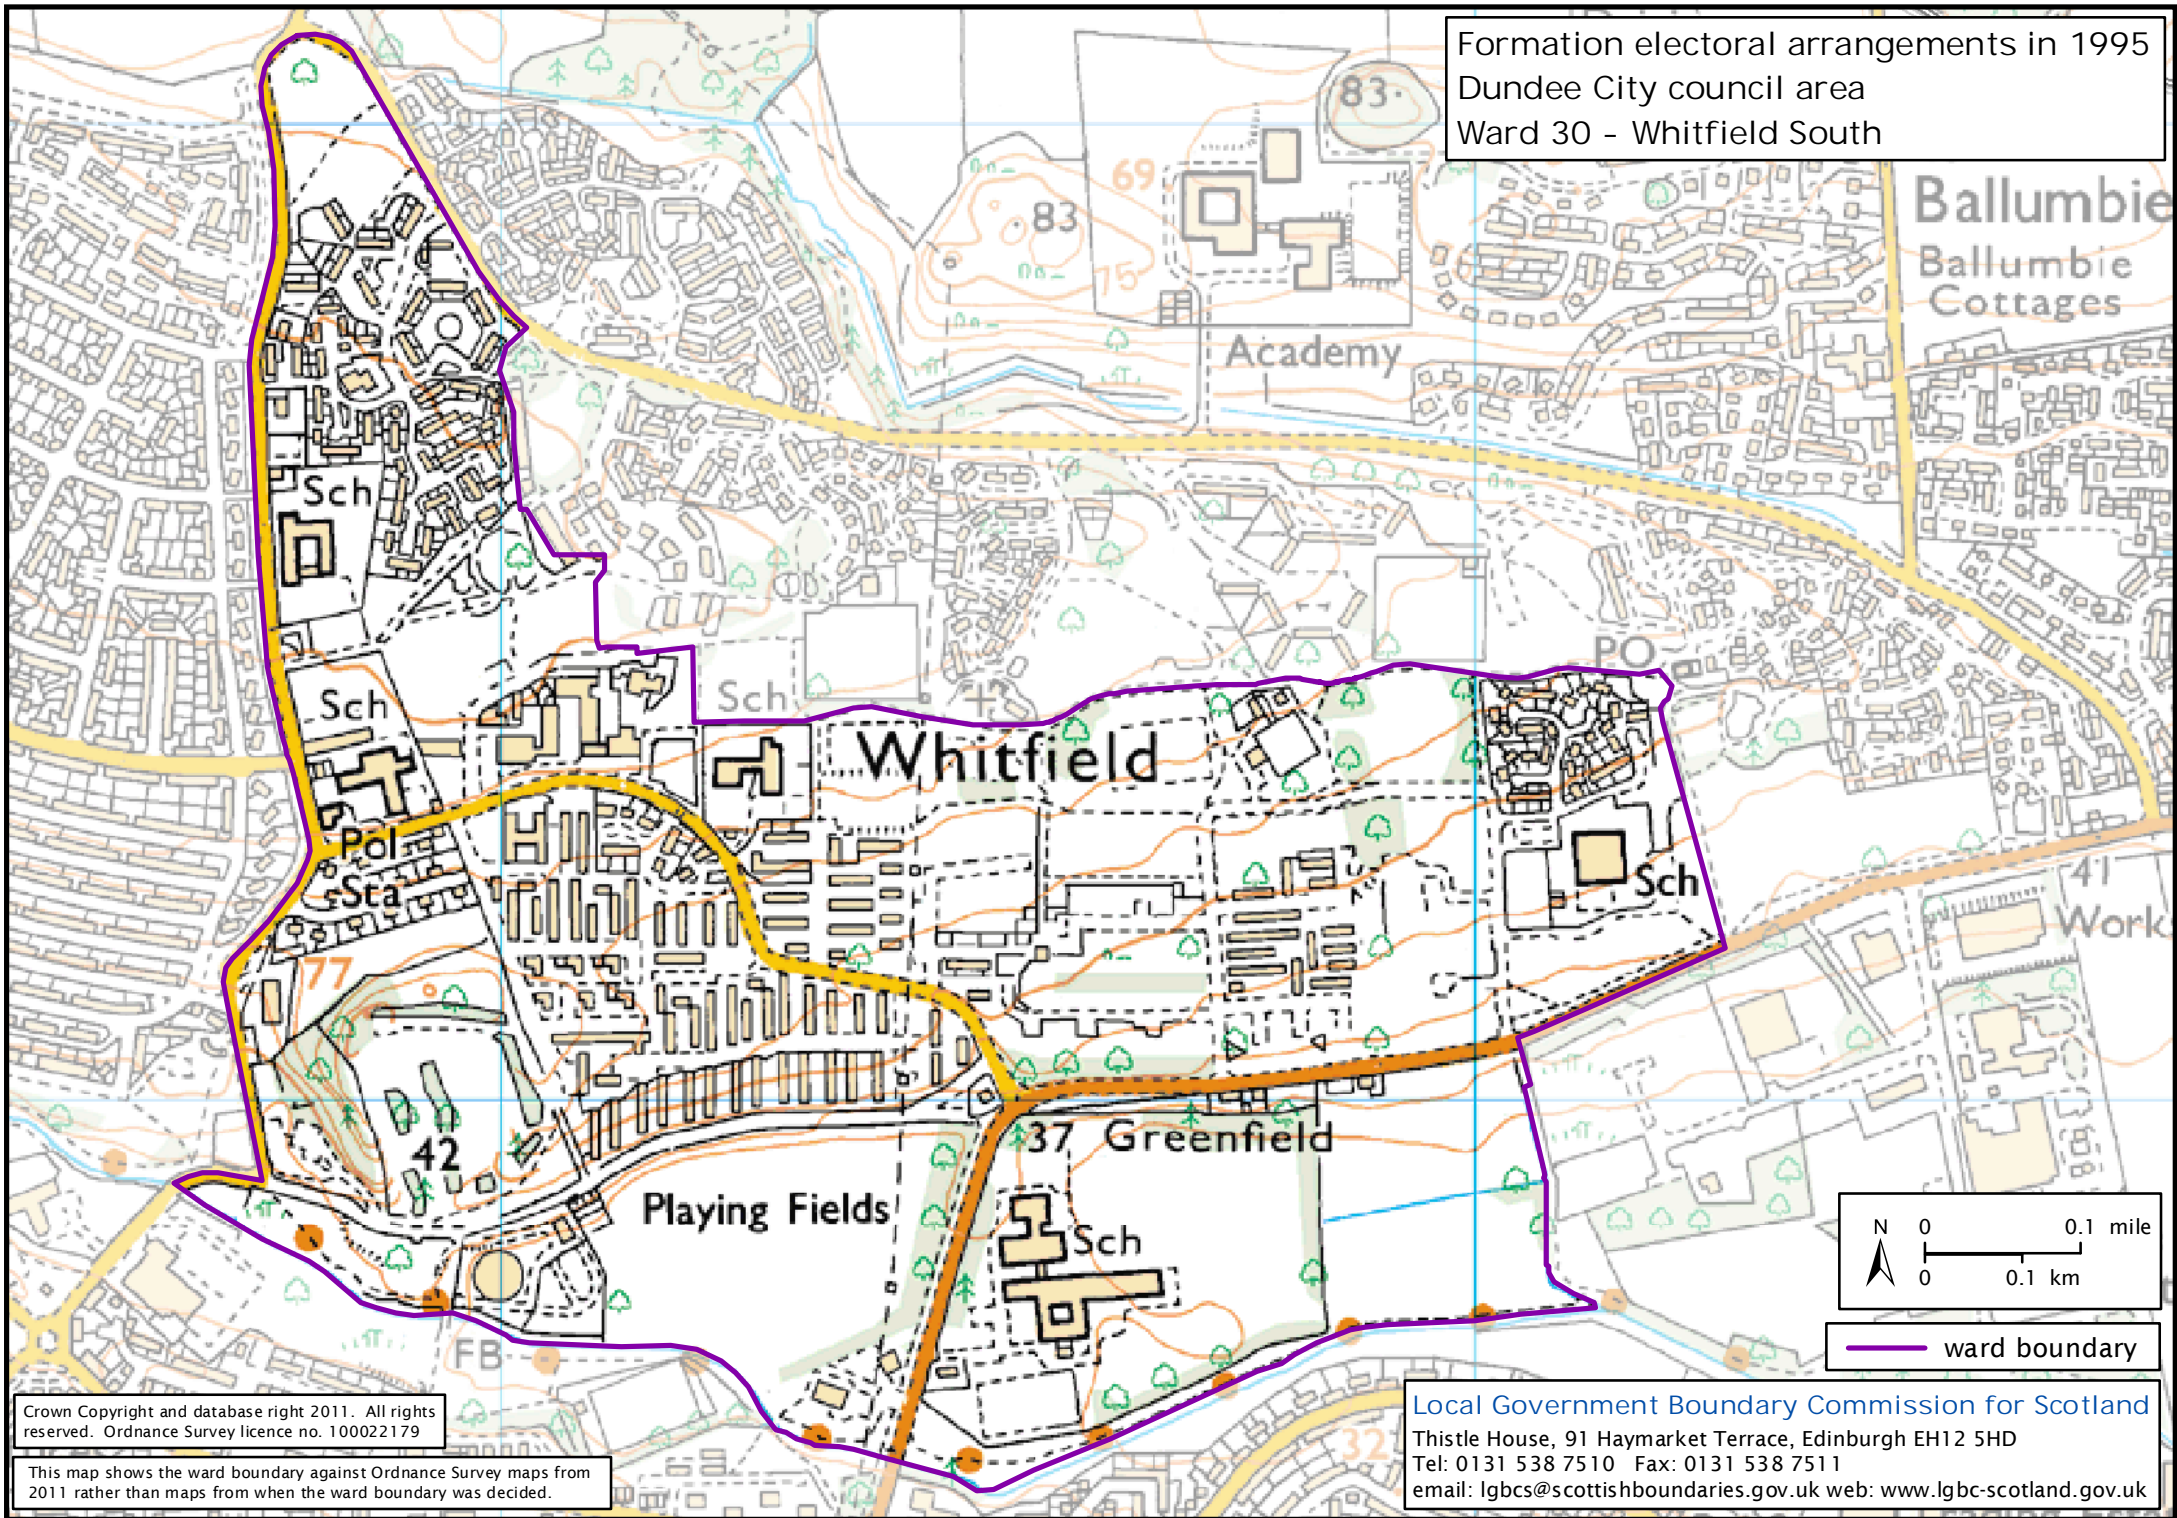 Formation electoral arrangements in 1995
Dundee City council area
Ward 30 - Whitfield South
83
69
83
75
Ballumbie
Ballumbie
Cottages
Academy
Sch
Sch
Sch
PO
Whitfield
Pol
Sta
Sch
41
Work
77
42
37 Greenfield
Playing Fields
Sch
FB
32
N 0 0.1 mile
0 0.1 km
ward boundary
Crown Copyright and database right 2011. All rights
reserved. Ordnance Survey licence no. 100022179
This map shows the ward boundary against Ordnance Survey maps from
2011 rather than maps from when the ward boundary was decided.
Local Government Boundary Commission for Scotland
Thistle House, 91 Haymarket Terrace, Edinburgh EH12 5HD
Tel: 0131 538 7510 Fax: 0131 538 7511
email: lgbcs@scottishboundaries.gov.uk web: www.lgbc-scotland.gov.uk